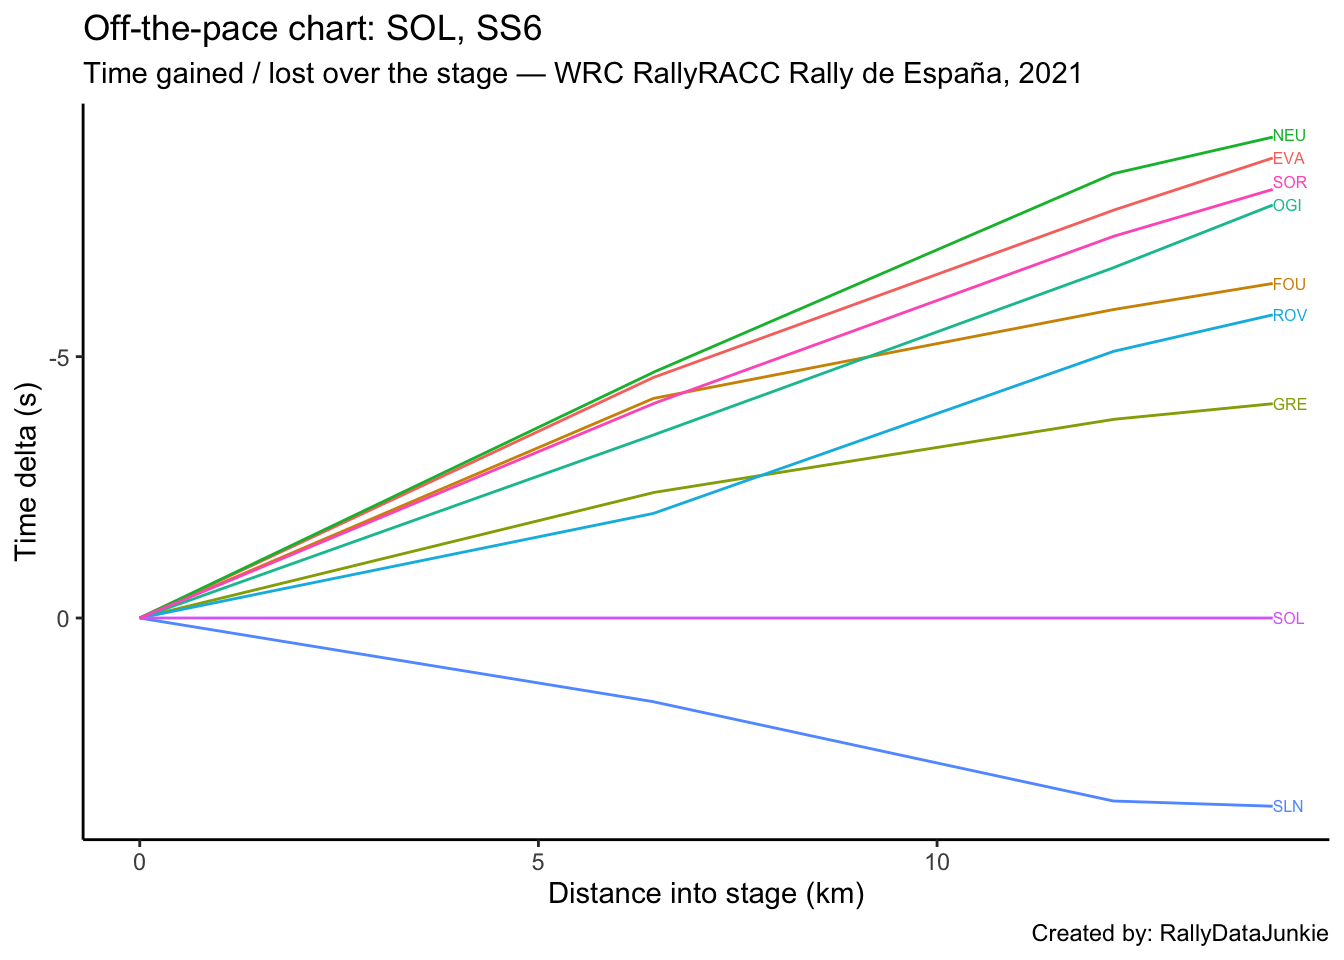 Off-the-pace chart: SOL, SS6
Time gained / lost over the stage — WRC RallyRACC Rally de España, 2021
NEU
EVA
SOR
OGI
FOU
ROV
GRE
SOL
SLN
-5
0
Time delta (s)
0 5 10
Distance into stage (km)
Created by: RallyDataJunkie